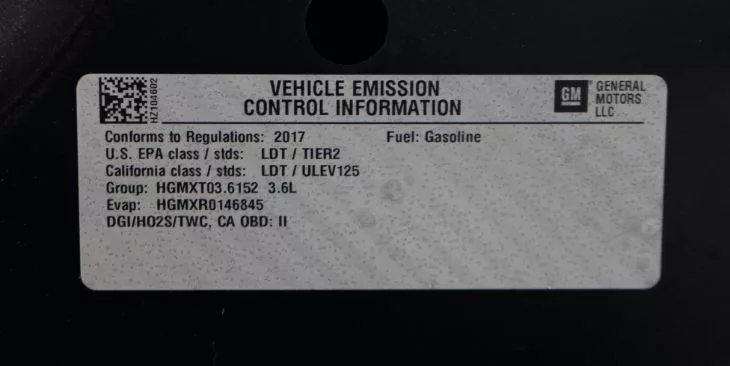 HZ104602
VEHICLE EMISSION
CONTROL INFORMATION
GM
GENERAL
MOTORS
LLC
Conforms to Regulations: 2017 Fuel: Gasoline
U.S. EPA class / stds: LDT / TIER2
California class / stds: LDT / ULEV125
Group: HGMXT03.6152 3.6L
Evap: HGMXR0146845
DGI/HO2S/TWC, CA OBD: II